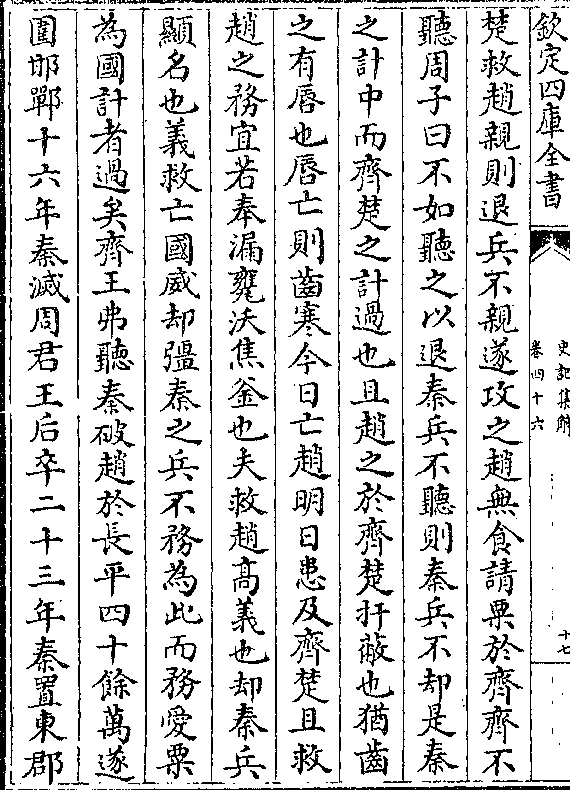 欽定四庫全書
史記集解
卷四十六
十七
楚救趙親則退兵不親遂攻之趙無食請粟於齊齊不
聽周子曰不如聽之以退秦兵不聽則秦兵不却是秦
之計中而齊楚之計過也且趙之於齊楚扞蔽也猶齒
之有唇也唇亡則齒寒今日亡趙明日患及齊楚且救
趙之務宜若奉漏甕沃焦釜也夫救趙高義也却秦兵
顯名也義救亡國威却彊秦之兵不務為此而務愛粟
為國計者過矣齊王弗聽秦破趙於長平四十餘萬遂
圍邯鄲十六年秦滅周君王后卒二十三年秦置東郡